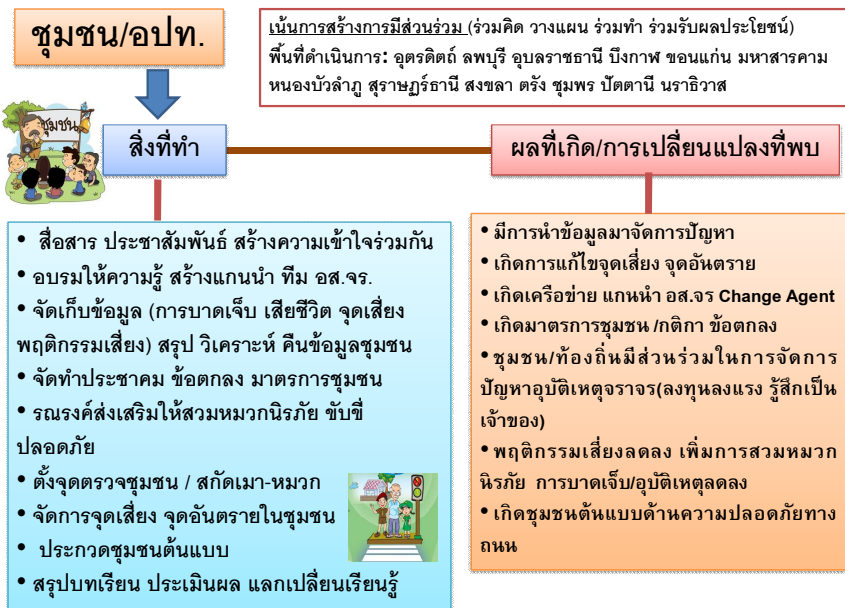 ชุมชน/อปท.
เน้นการสร้างการมีส่วนร่วม (ร่วมคิด วางแผน ร่วมทำ ร่วมรับผลประโยชน์)
พื้นที่ดำเนินการ: อุตรดิตถ์ ลพบุรี อุบลราชธานี บึงกาฬ ขอนแก่น มหาสารคาม
หนองบัวลำภู สุราษฎร์ธานี สงขลา ตรัง ชุมพร ปัตตานี นราธิวาส
ชุมชน
สิ่งที่ทำ
ผลที่เกิด/การเปลี่ยนแปลงที่พบ
• สื่อสาร ประชาสัมพันธ์ สร้างความเข้าใจร่วมกัน
• อบรมให้ความรู้ สร้างแกนนำ ทีม อส.จร.
• จัดเก็บข้อมูล (การบาดเจ็บ เสียชีวิต จุดเสี่ยง
พฤติกรรมเสี่ยง) สรุป วิเคราะห์ คืนข้อมูลชุมชน
• จัดทำประชาคม ข้อตกลง มาตรการชุมชน
• รณรงค์ส่งเสริมให้สวมหมวกนิรภัย ขับขี่
ปลอดภัย
• ตั้งจุดตรวจชุมชน / สกัดเมา-หมวก
• จัดการจุดเสี่ยง จุดอันตรายในชุมชน
• ประกวดชุมชนต้นแบบ
• สรุปบทเรียน ประเมินผล แลกเปลี่ยนเรียนรู้
• มีการนำข้อมูลมาจัดการปัญหา
• เกิดการแก้ไขจุดเสี่ยง จุดอันตราย
• เกิดเครือข่าย แกนนำ อส.จร Change Agent
• เกิดมาตรการชุมชน /กติกา ข้อตกลง
• ชุมชน/ท้องถิ่นมีส่วนร่วมในการจัดการ
ปัญหาอุบัติเหตุจราจร(ลงทุนลงแรง รู้สึกเป็น
เจ้าของ)
• พฤติกรรมเสี่ยงลดลง เพิ่มการสวมหมวก
นิรภัย การบาดเจ็บ/อุบัติเหตุลดลง
• เกิดชุมชนต้นแบบด้านความปลอดภัยทาง
ถนน